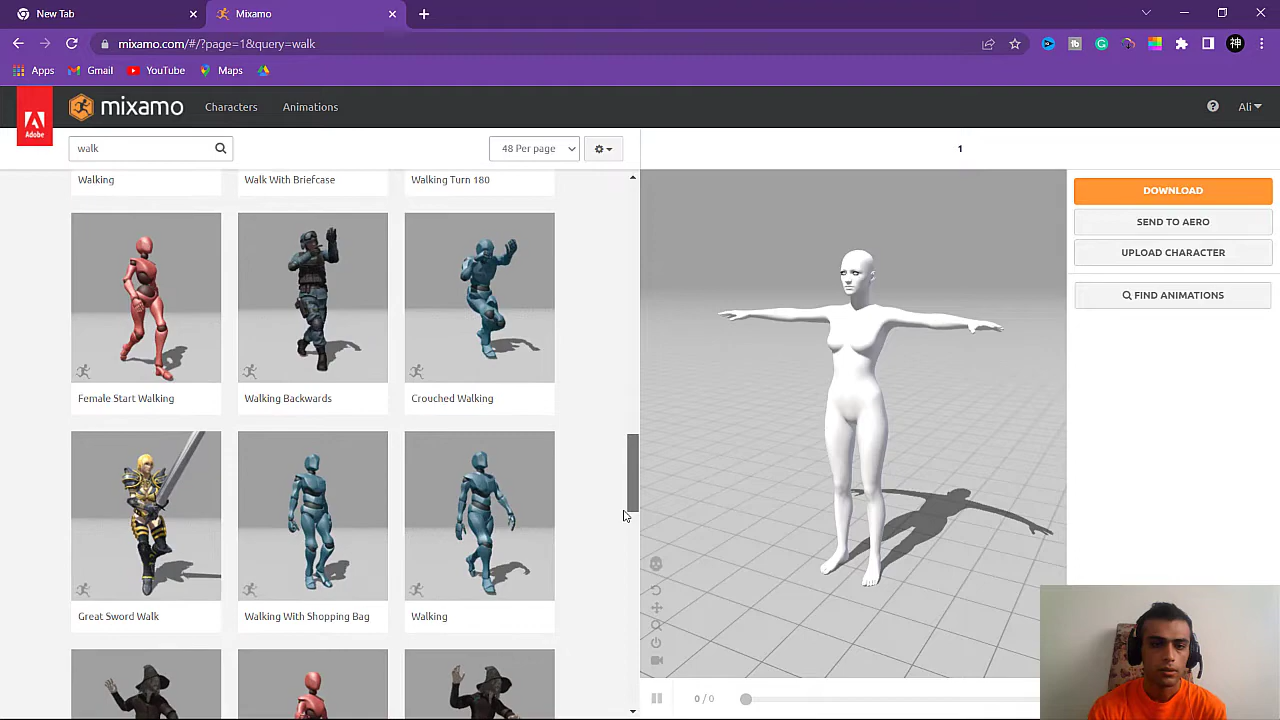 New Tab
Mixamo
mixamo.com/#/?page=1&query=walk
神
Apps
Gmail
YouTube
Maps
Adobe
mixamo
Characters
Animations
Ali
walk
48 Per page
1
Walking
Walk With Briefcase
Walking Turn 180
DOWNLOAD
SEND TO AERO
UPLOAD CHARACTER
FIND ANIMATIONS
Female Start Walking
Walking Backwards
Crouched Walking
Great Sword Walk
Walking With Shopping Bag
Walking
0 / 0